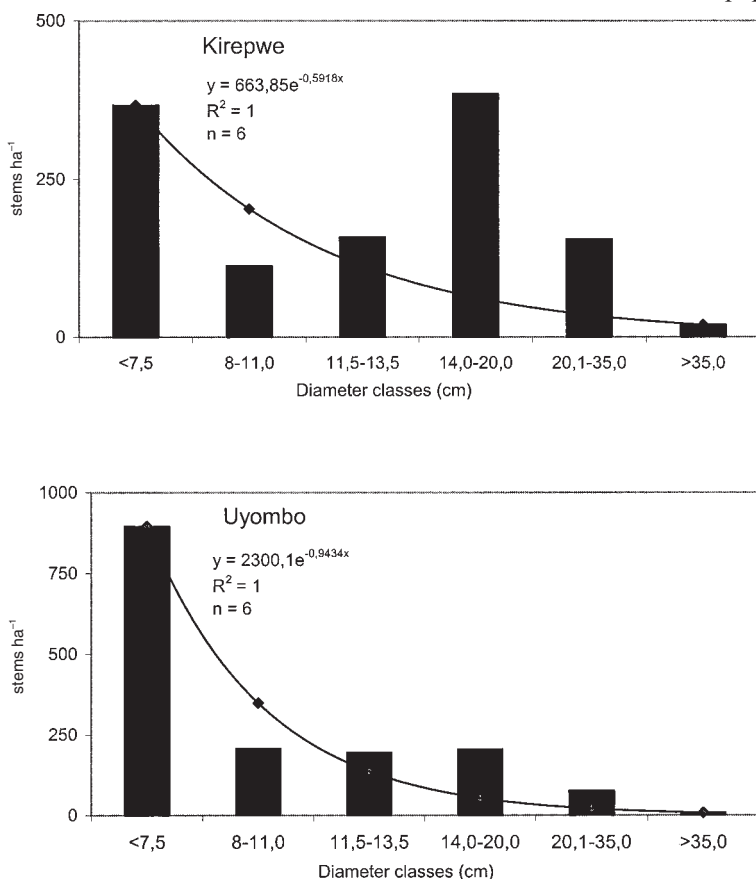 500
Kirepwe
y = 663,85e^-0,5918x
R² = 1
n = 6
250
stems ha⁻¹
0
<7,5 8-11,0 11,5-13,5 14,0-20,0 20,1-35,0 >35,0
Diameter classes (cm)
1000
Uyombo
y = 2300,1e^-0,9434x
R² = 1
n = 6
750
500
stems ha⁻¹
250
0
<7,5 8-11,0 11,5-13,5 14,0-20,0 20,1-35,0 >35,0
Diameter classes (cm)